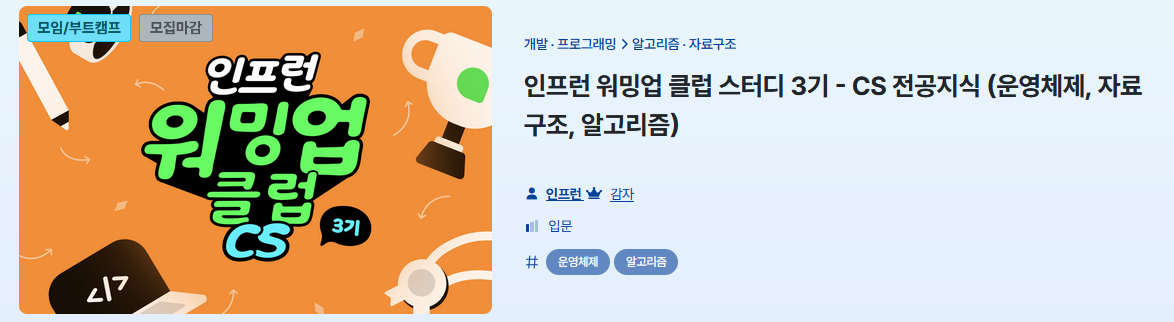 모임/부트캠프 모집마감
인프런
워밍업
클럽
CS
3기
</>
개발 · 프로그래밍 > 알고리즘 · 자료구조
인프런 워밍업 클럽 스터디 3기 - CS 전공지식 (운영체제, 자료
구조, 알고리즘)
인프런 감자
입문
# 운영체제 알고리즘